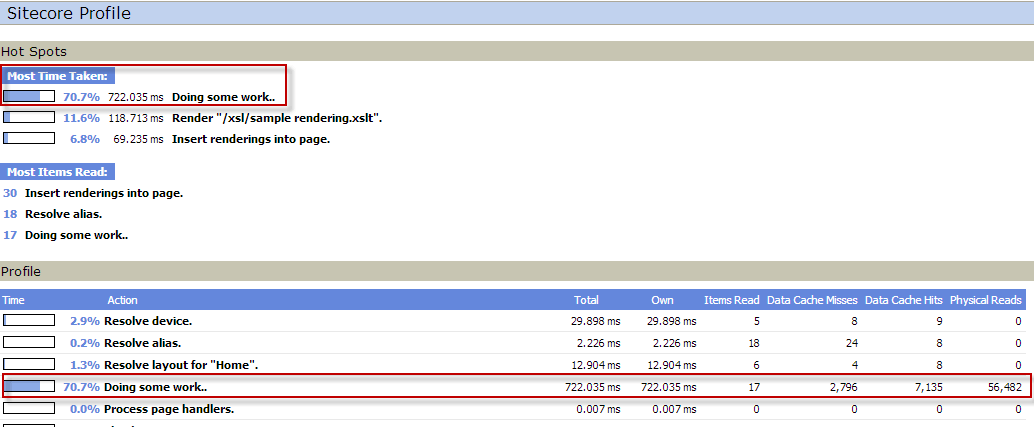 Sitecore Profile
Hot Spots
Most Time Taken:
70.7% 722.035 ms Doing some work..
11.6% 118.713 ms Render "/xsl/sample rendering.xslt".
6.8% 69.235 ms Insert renderings into page.
Most Items Read:
30 Insert renderings into page.
18 Resolve alias.
17 Doing some work..
Profile
Time Action Total Own Items Read Data Cache Misses Data Cache Hits Physical Reads
2.9% Resolve device. 29.898 ms 29.898 ms 5 8 9 0
0.2% Resolve alias. 2.226 ms 2.226 ms 18 24 8 0
1.3% Resolve layout for "Home". 12.904 ms 12.904 ms 6 4 8 0
70.7% Doing some work.. 722.035 ms 722.035 ms 17 2,796 7,135 56,482
0.0% Process page handlers. 0.007 ms 0.007 ms 0 0 0 0